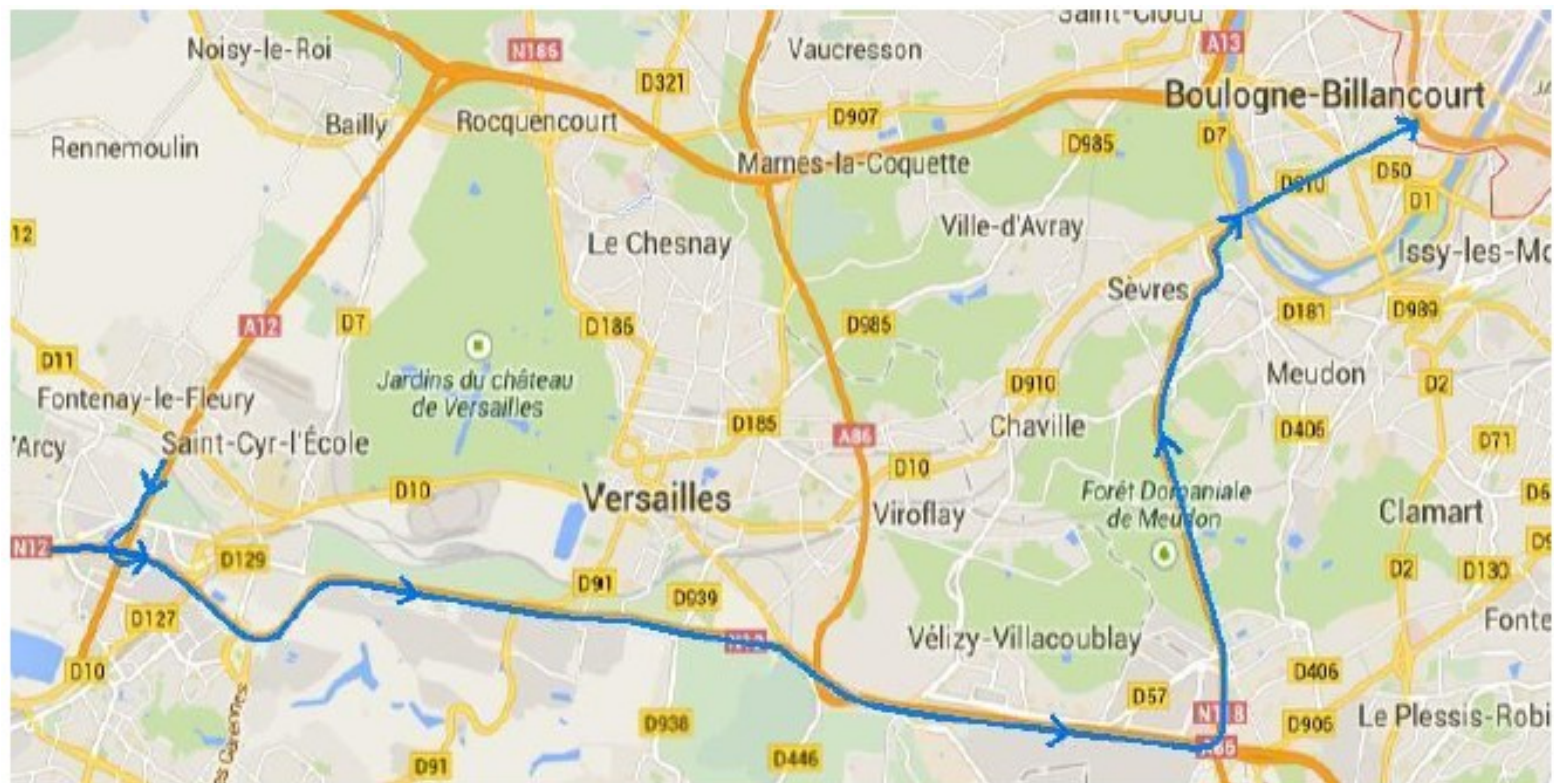 Saint-Cloud
Noisy-le-Roi
N186
Vaucresson
A13
D321
Boulogne-Billancourt
Bailly
Rocquencourt
D907
Rennemoulin
D985
D7
Marnes-la-Coquette
D50
D910
D1
12
Ville-d'Avray
Le Chesnay
Issy-les-Mo
Sèvres
A12
D7
D186
D985
D181
D989
D11
Jardins du château
de Versailles
D910
Meudon
D2
Fontenay-le-Fleury
D185
Chaville
D406
D71
'Arcy
Saint-Cyr-l'École
A86
D10
D10
Versailles
Viroflay
Forêt Domaniale
de Meudon
Clamart
D6
N12
D129
D9
D91
D939
D2
D130
D127
Vélizy-Villacoublay
Fonte
D10
D406
D57
N118
D938
D906
Le Plessis-Robi
A86
D91
D446